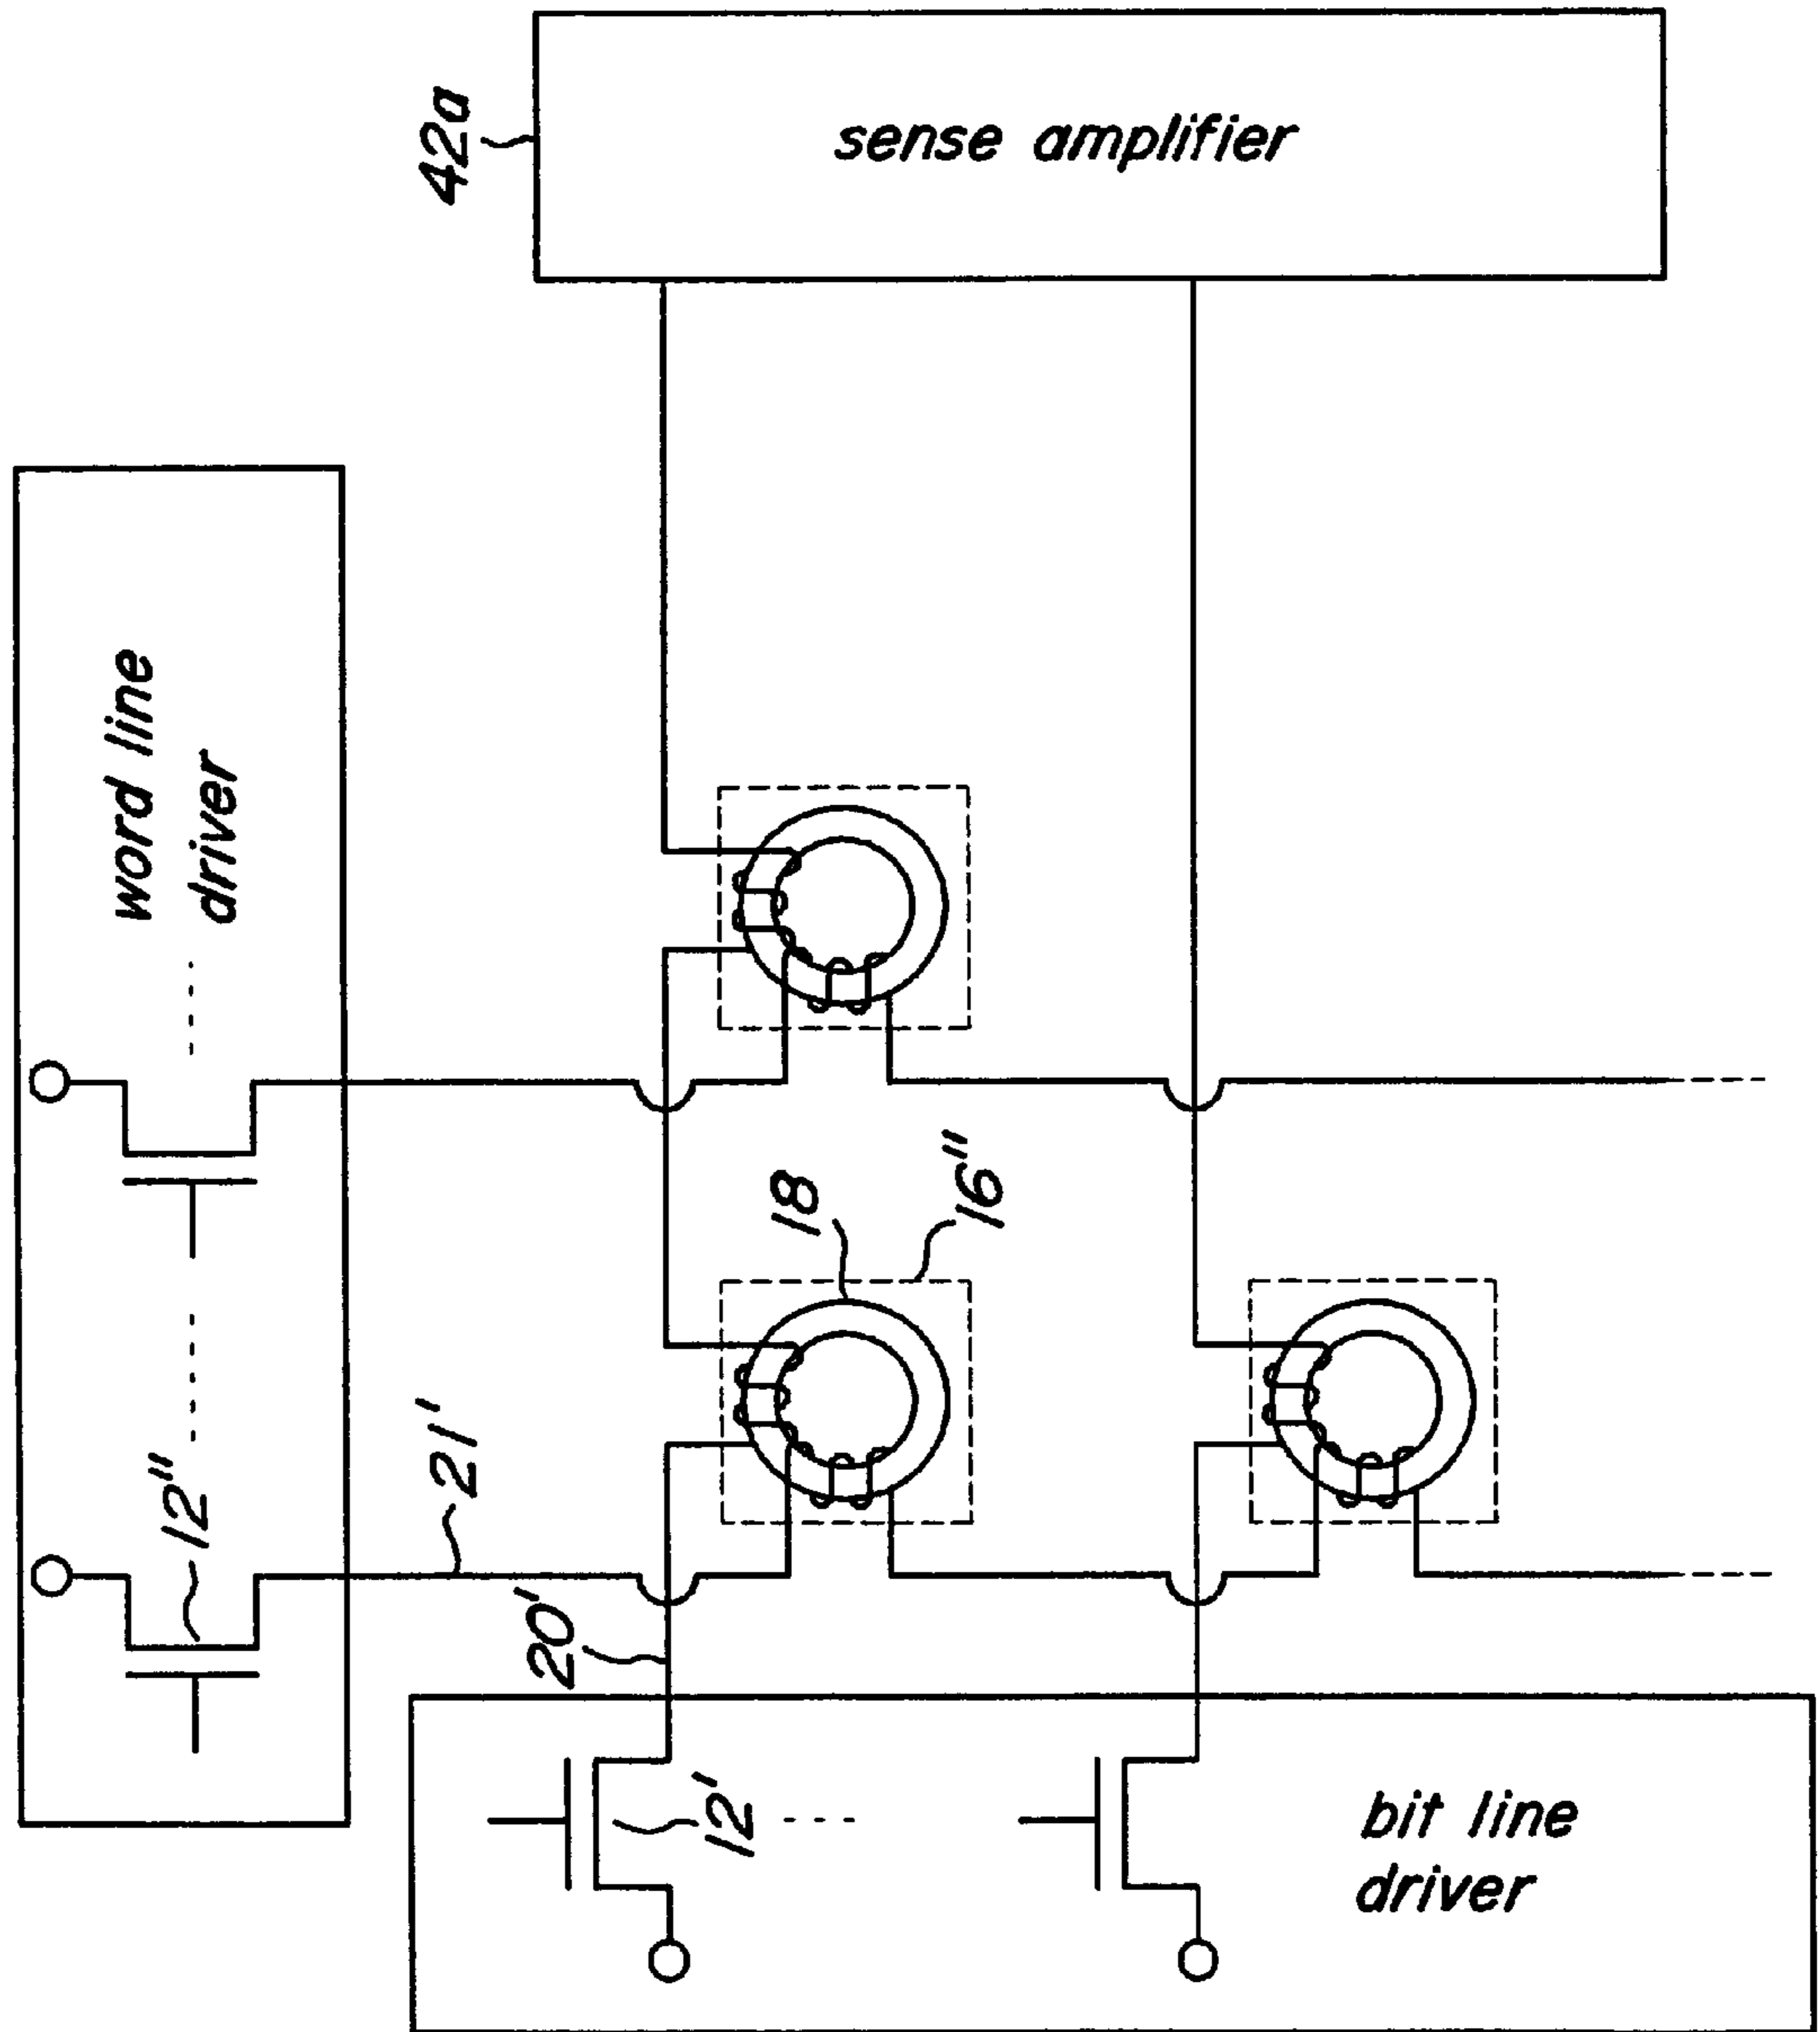 42a
sense amplifier
word line
driver
12"
21'
18
16"
20'
12'
bit line
driver